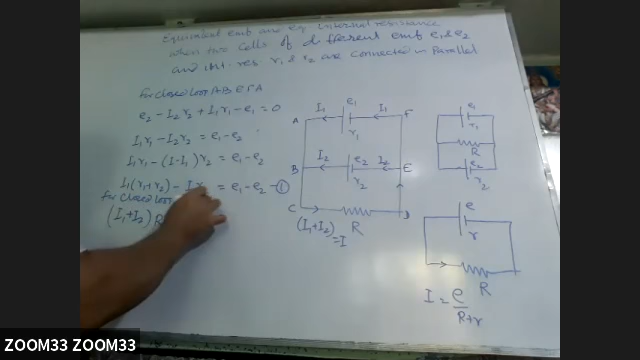 Equivalent emf and eq. internal resistance
when two cells of different emf e1 & e2
and int. res r1 & r2 are connected in Parallel
for closed loop ABEFA
e2 - I2r2 + I1r1 - e1 = 0
I1r1 - I2r2 = e1 - e2
I1r1 - (I-I1)r2 = e1 - e2
I1(r1+r2) - Ir2 = e1 - e2 - ①
for closed loop
(I1+I2) R
A
I1
e1
I1
F
r1
B
I2
e2
I2
E
r2
C
D
(I1+I2)
= I
R
e1
r1
R
e2
r2
e
r
R
I = e
R+r
ZOOM33 ZOOM33
ZOOM33 ZOOM33